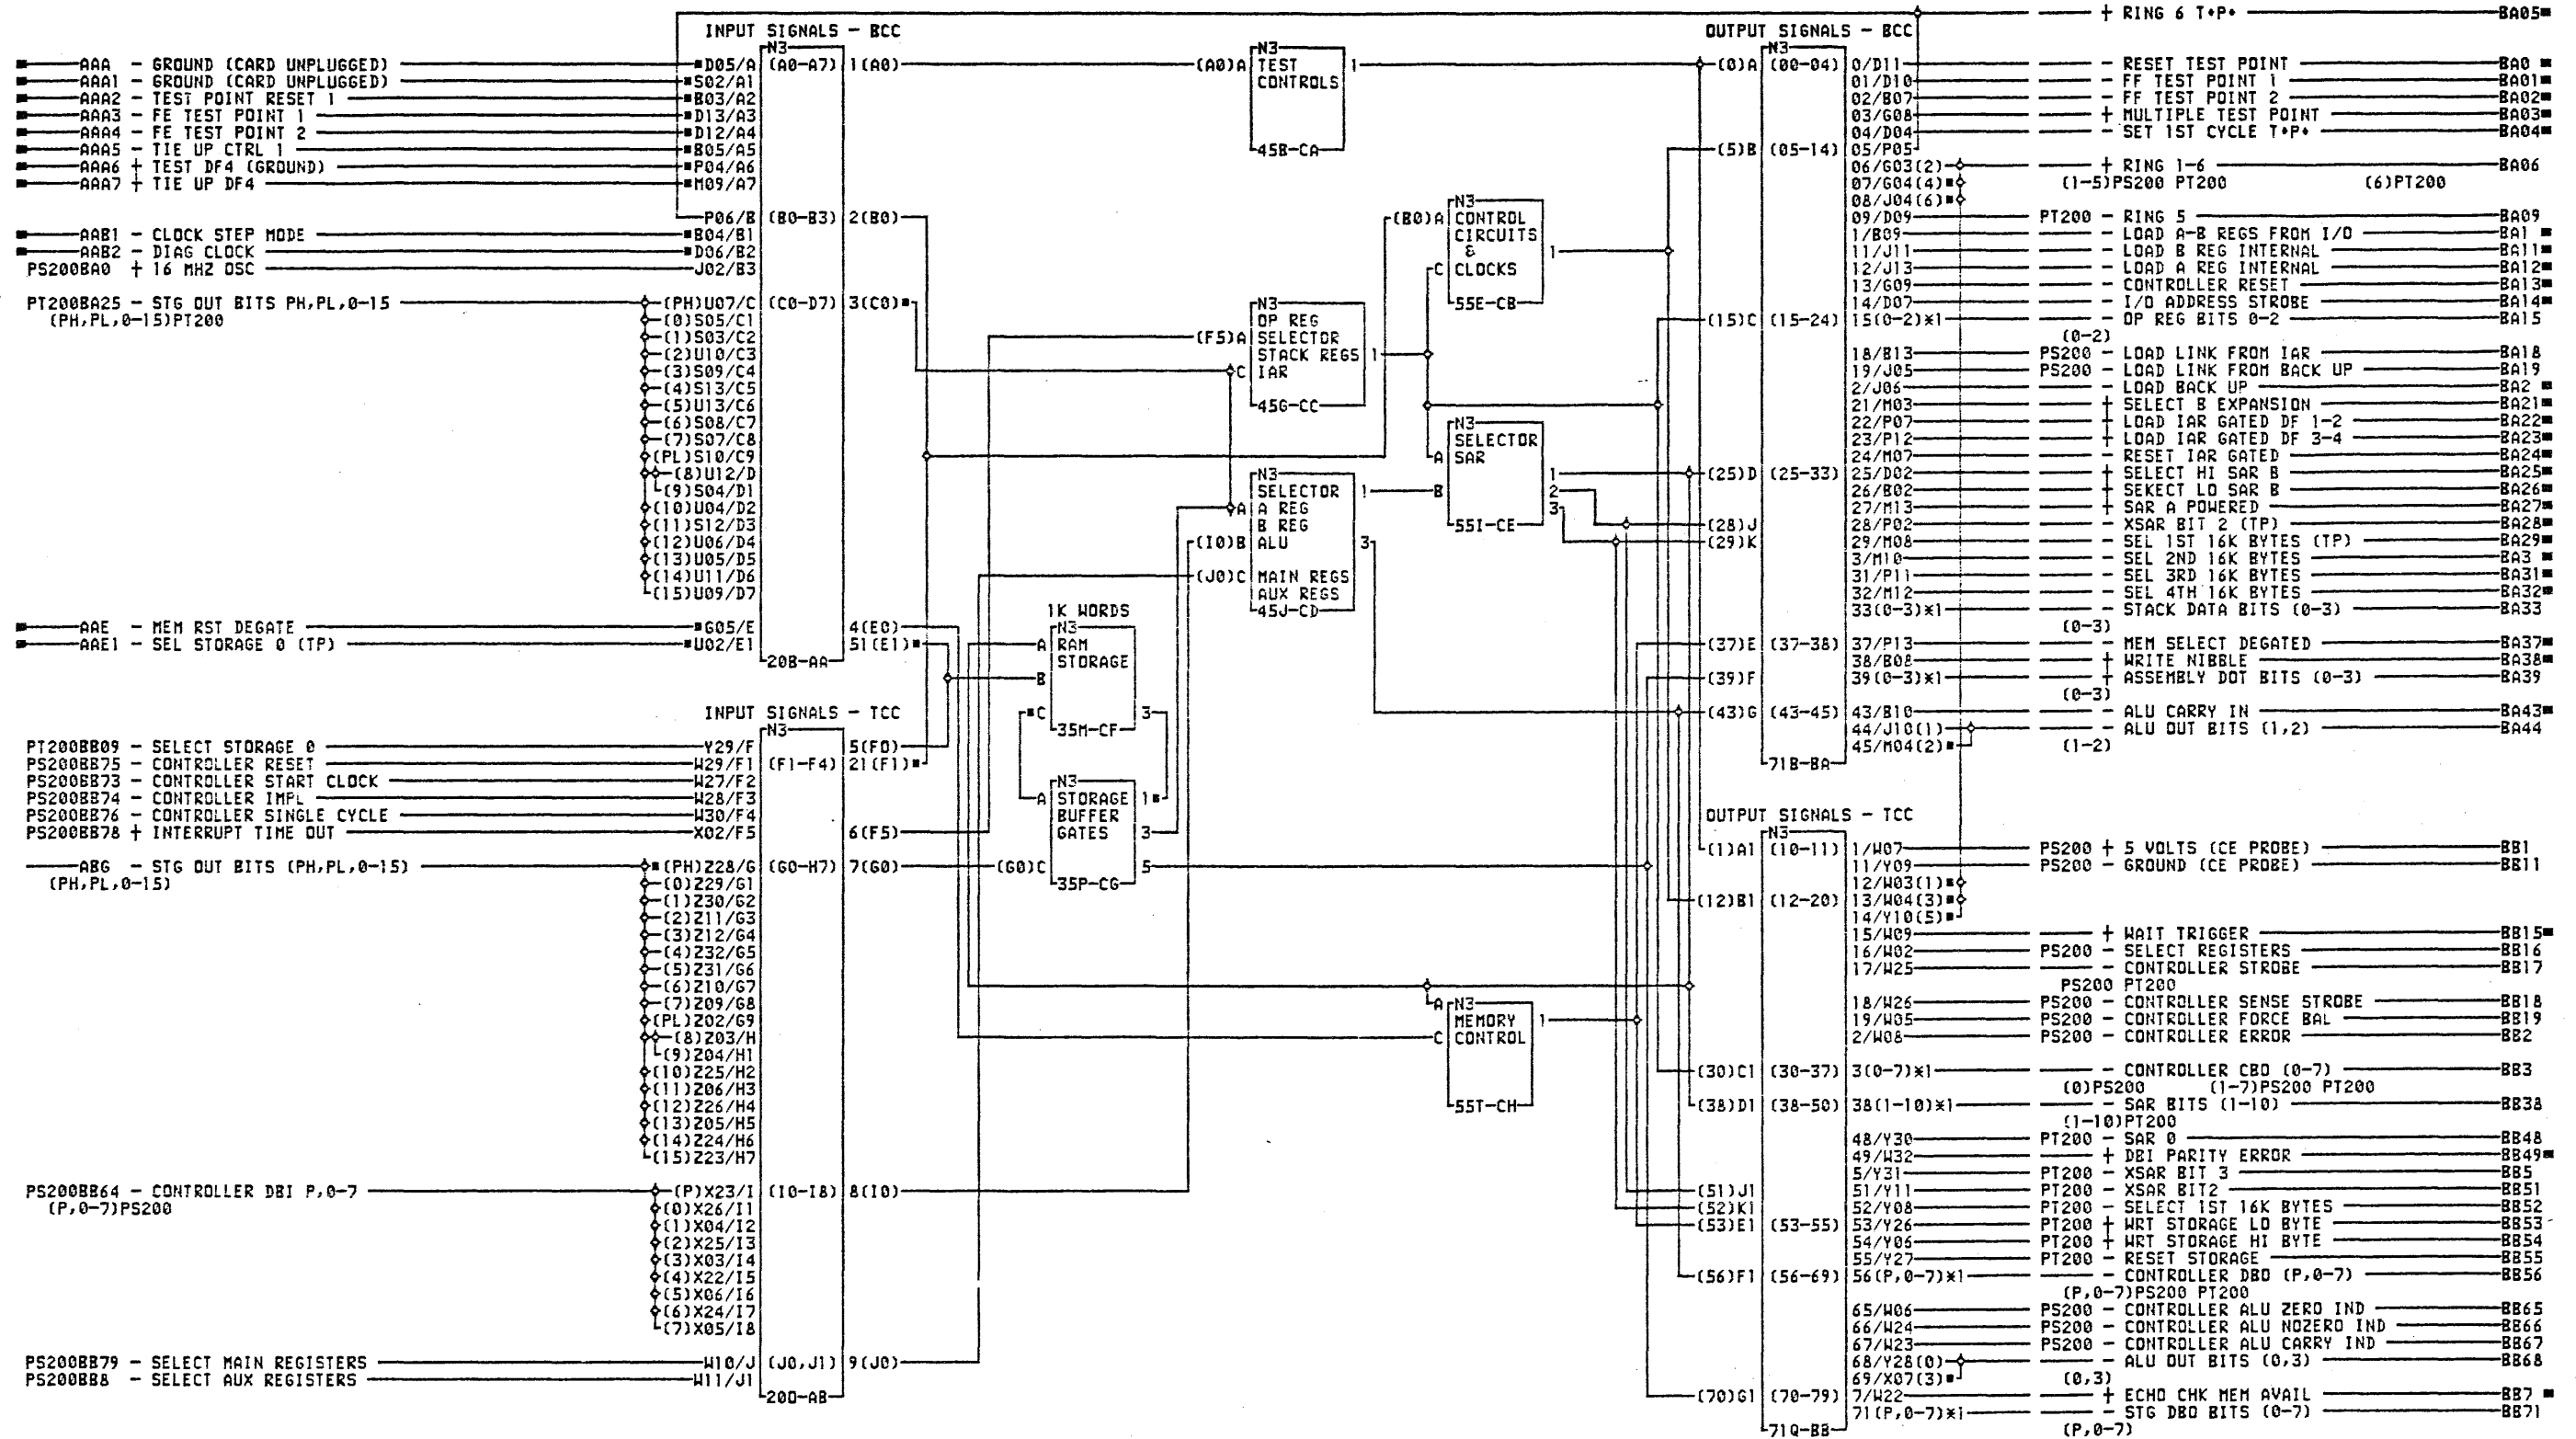 + RING 6 T•P• BA05
INPUT SIGNALS - BCC
AAA - GROUND (CARD UNPLUGGED) D05/A (A0-A7) 1(A0)
AAA1 - GROUND (CARD UNPLUGGED) S02/A1
AAA2 - TEST POINT RESET 1 B03/A2
AAA3 - FE TEST POINT 1 D13/A3
AAA4 - FE TEST POINT 2 D12/A4
AAA5 - TIE UP CTRL 1 B05/A5
AAA6 + TEST DF4 (GROUND) P04/A6
AAA7 + TIE UP DF4 M09/A7
P06/B (B0-B3) 2(B0)
AAB1 - CLOCK STEP MODE B04/B1
AAB2 - DIAG CLOCK D06/B2
PS200BA0 + 16 MHZ OSC J02/B3
PT200BA25 - STG OUT BITS PH,PL,0-15 (PH)U07/C (C0-D7) 3(C0)
(PH,PL,0-15)PT200
(0)S05/C1
(1)S03/C2
(2)U10/C3
(3)S09/C4
(4)S13/C5
(5)U13/C6
(6)S08/C7
(7)S07/C8
(PL)S10/C9
(8)U12/D
(9)S04/D1
(10)U04/D2
(11)S12/D3
(12)U06/D4
(13)U05/D5
(14)U11/D6
(15)U09/D7
AAE - MEM RST DEGATE G05/E 4(E0)
AAE1 - SEL STORAGE 0 (TP) U02/E1 51(E1)
N3
20B-AA
INPUT SIGNALS - TCC
N3
PT200BB09 - SELECT STORAGE 0 Y29/F 5(F0)
PS200BB75 - CONTROLLER RESET W29/F1 (F1-F4) 21(F1)
PS200BB73 - CONTROLLER START CLOCK W27/F2
PS200BB74 - CONTROLLER IMPL W28/F3
PS200BB76 - CONTROLLER SINGLE CYCLE W30/F4
PS200BB78 + INTERRUPT TIME OUT X02/F5 6(F5)
ABG - STG OUT BITS (PH,PL,0-15) (PH)Z28/G (G0-H7) 7(G0)
(PH,PL,0-15)
(0)Z29/G1
(1)Z30/G2
(2)Z11/G3
(3)Z12/G4
(4)Z32/G5
(5)Z31/G6
(6)Z10/G7
(7)Z09/G8
(PL)Z02/G9
(8)Z03/H
(9)Z04/H1
(10)Z25/H2
(11)Z06/H3
(12)Z26/H4
(13)Z05/H5
(14)Z24/H6
(15)Z23/H7
PS200BB64 - CONTROLLER DBI P,0-7 (P)X23/I (I0-I8) 8(I0)
(P,0-7)PS200
(0)X26/I1
(1)X04/I2
(2)X25/I3
(3)X03/I4
(4)X22/I5
(5)X06/I6
(6)X24/I7
(7)X05/I8
PS200BB79 - SELECT MAIN REGISTERS W10/J (J0,J1) 9(J0)
PS200BB8 - SELECT AUX REGISTERS W11/J1
20D-AB
1K WORDS
N3
A RAM
STORAGE
B
C 3
35M-CF
N3
A STORAGE 1
BUFFER
GATES 3
(G0)C 5
35P-CG
N3
(A0)A TEST 1
CONTROLS
45B-CA
N3
OP REG
(F5)A SELECTOR
STACK REGS 1
C IAR
45G-CC
N3
SELECTOR 1
A A REG
B REG
(I0)B ALU 3
(J0)C MAIN REGS
AUX REGS
45J-CD
N3
(B0)A CONTROL
CIRCUITS
& 1
C CLOCKS
55E-CB
N3
SELECTOR
A SAR
1
B 2
3
55I-CE
N3
A
MEMORY 1
C CONTROL
55T-CH
OUTPUT SIGNALS - BCC
N3
(0)A (00-04) 0/D11 - RESET TEST POINT BA0
01/D10 - FF TEST POINT 1 BA01
02/B07 - FF TEST POINT 2 BA02
03/G08 + MULTIPLE TEST POINT BA03
04/D04 - SET 1ST CYCLE T•P• BA04
(5)B (05-14) 05/P05
06/G03(2) + RING 1-6 BA06
07/G04(4) (1-5)PS200 PT200 (6)PT200
08/J04(6)
09/D09 PT200 - RING 5 BA09
1/B09 - LOAD A-B REGS FROM I/O BA1
11/J11 - LOAD B REG INTERNAL BA11
12/J13 - LOAD A REG INTERNAL BA12
13/G09 - CONTROLLER RESET BA13
14/D07 - I/O ADDRESS STROBE BA14
(15)C (15-24) 15(0-2)*1 - OP REG BITS 0-2 BA15
(0-2)
18/B13 PS200 - LOAD LINK FROM IAR BA18
19/J05 PS200 - LOAD LINK FROM BACK UP BA19
2/J06 - LOAD BACK UP BA2
21/M03 + SELECT B EXPANSION BA21
22/P07 + LOAD IAR GATED DF 1-2 BA22
23/P12 + LOAD IAR GATED DF 3-4 BA23
24/M07 - RESET IAR GATED BA24
(25)D (25-33) 25/D02 + SELECT HI SAR B BA25
26/B02 + SEKECT LO SAR B BA26
27/M13 + SAR A POWERED BA27
(28)J 28/P02 - XSAR BIT 2 (TP) BA28
(29)K 29/M08 - SEL 1ST 16K BYTES (TP) BA29
3/M10 - SEL 2ND 16K BYTES BA3
31/P11 - SEL 3RD 16K BYTES BA31
32/M12 - SEL 4TH 16K BYTES BA32
33(0-3)*1 - STACK DATA BITS (0-3) BA33
(0-3)
(37)E (37-38) 37/P13 - MEM SELECT DEGATED BA37
38/B08 + WRITE NIBBLE BA38
(39)F 39(0-3)*1 + ASSEMBLY DOT BITS (0-3) BA39
(0-3)
(43)G (43-45) 43/B10 - ALU CARRY IN BA43
44/J10(1) - ALU OUT BITS (1,2) BA44
45/M04(2) (1-2)
71B-BA
OUTPUT SIGNALS - TCC
N3
(1)A1 (10-11) 1/W07 PS200 + 5 VOLTS (CE PROBE) BB1
11/Y09 PS200 - GROUND (CE PROBE) BB11
12/W03(1)
(12)B1 (12-20) 13/W04(3)
14/Y10(5)
15/W09 + WAIT TRIGGER BB15
16/W02 PS200 - SELECT REGISTERS BB16
17/W25 - CONTROLLER STROBE BB17
PS200 PT200
18/W26 PS200 - CONTROLLER SENSE STROBE BB18
19/W05 PS200 - CONTROLLER FORCE BAL BB19
2/W08 PS200 - CONTROLLER ERROR BB2
(30)C1 (30-37) 3(0-7)*1 - CONTROLLER CBO (0-7) BB3
(0)PS200 (1-7)PS200 PT200
(38)D1 (38-50) 38(1-10)*1 - SAR BITS (1-10) BB38
(1-10)PT200
48/Y30 PT200 - SAR 0 BB48
49/W32 + DBI PARITY ERROR BB49
5/Y31 PT200 - XSAR BIT 3 BB5
(51)J1 51/Y11 PT200 - XSAR BIT2 BB51
(52)K1 52/Y08 PT200 - SELECT 1ST 16K BYTES BB52
(53)E1 (53-55) 53/Y26 PT200 + WRT STORAGE LO BYTE BB53
54/Y06 PT200 + WRT STORAGE HI BYTE BB54
55/Y27 PT200 - RESET STORAGE BB55
(56)F1 (56-69) 56(P,0-7)*1 - CONTROLLER DBO (P,0-7) BB56
(P,0-7)PS200 PT200
65/W06 PS200 - CONTROLLER ALU ZERO IND BB65
66/W24 PS200 - CONTROLLER ALU NOZERO IND BB66
67/W23 PS200 - CONTROLLER ALU CARRY IND BB67
68/Y28(0) - ALU OUT BITS (0,3) BB68
69/X07(3) (0,3)
(70)G1 (70-79) 7/W22 + ECHO CHK MEM AVAIL BB7
71(P,0-7)*1 - STG DBO BITS (0-7) BB71
(P,0-7)
71Q-BB